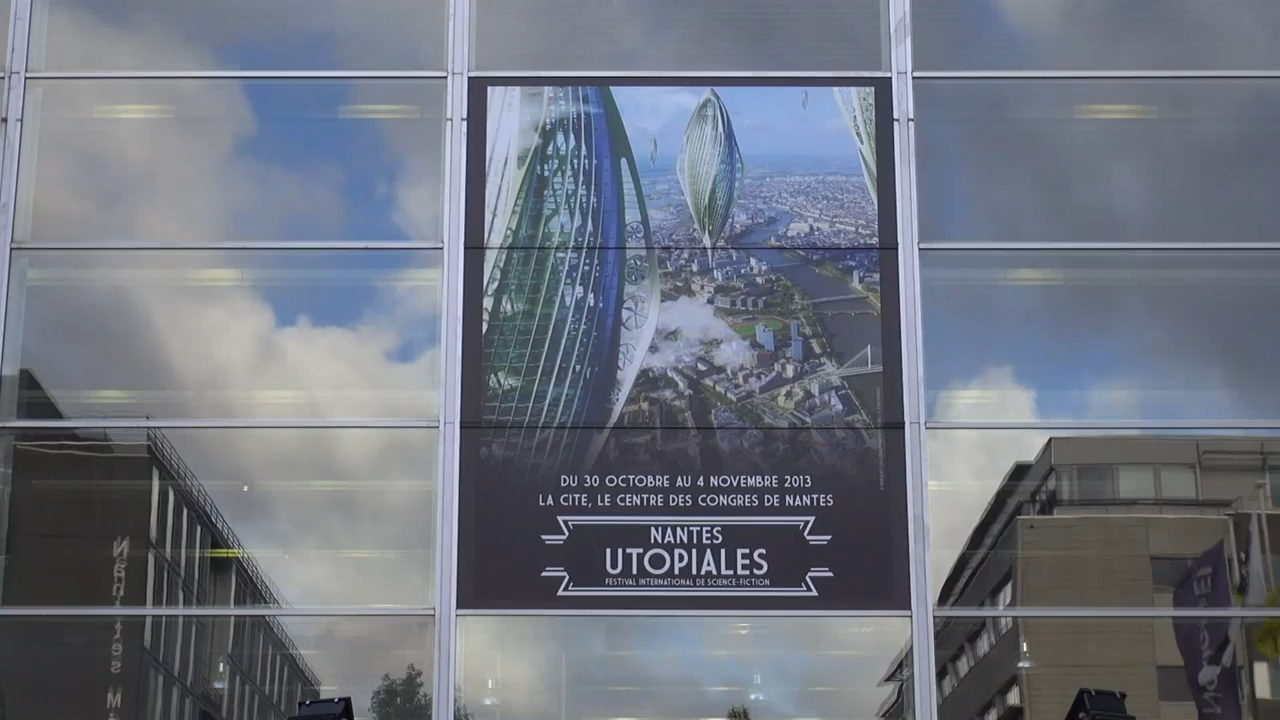 DU 30 OCTOBRE AU 4 NOVEMBRE 2013
LA CITE, LE CENTRE DES CONGRES DE NANTES
NANTES
UTOPIALES
FESTIVAL INTERNATIONAL DE SCIENCE-FICTION
Nantes